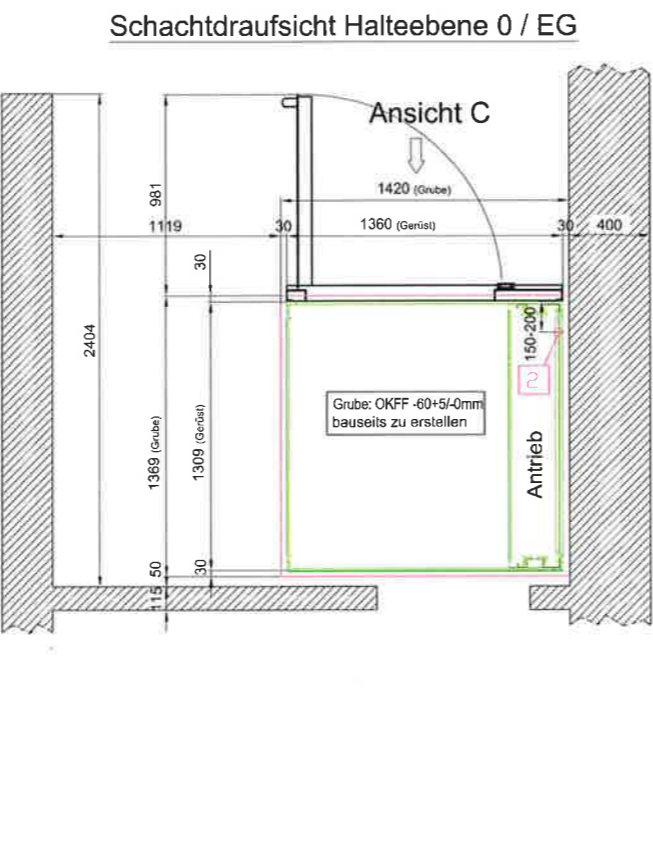 Schachtdraufsicht Halteebene 0 / EG
Ansicht C
1420 (Grube)
981
1119
30
1360 (Gerüst)
30
400
30
2404
150-200
2
Grube: OKFF -60+5/-0mm
bauseits zu erstellen
1369 (Grube)
1309 (Gerüst)
Antrieb
50
30
115